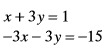 x + 3y = 1
−3x − 3y = −15